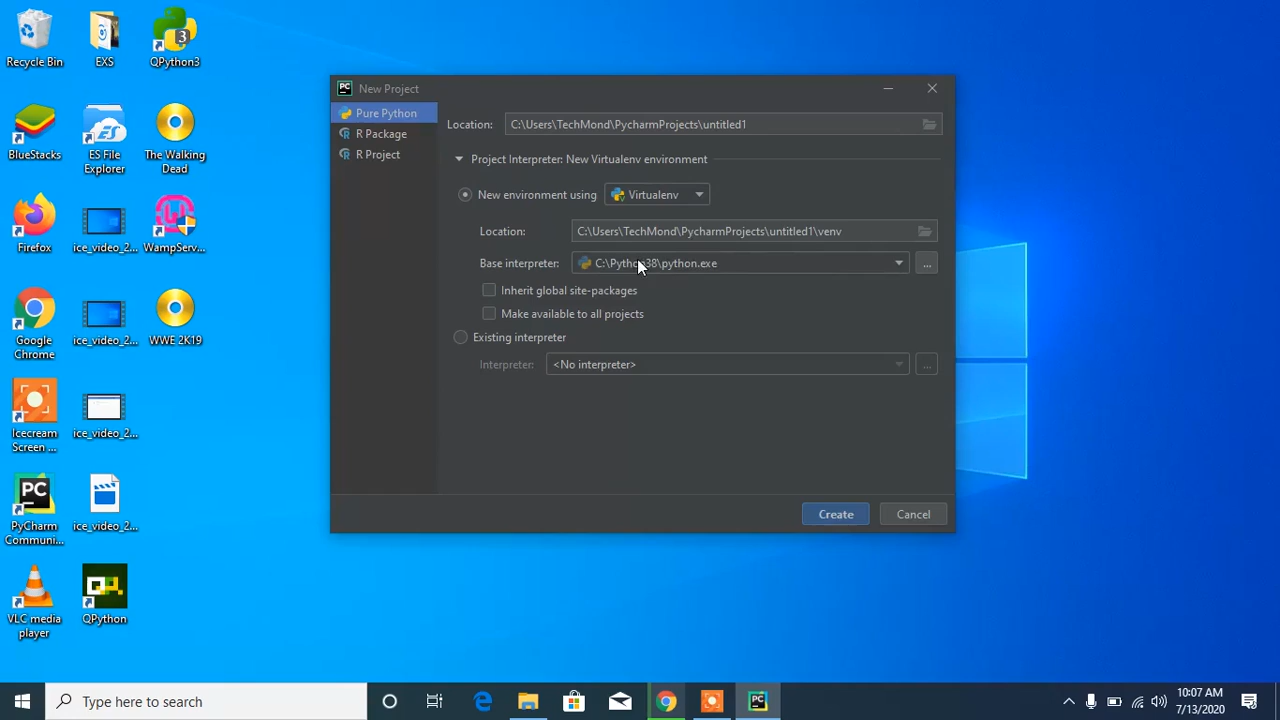 Recycle Bin
EXS
QPython3
BlueStacks
ES File
Explorer
The Walking
Dead
Firefox
ice_video_2...
WampServ...
Google
Chrome
ice_video_2...
WWE 2K19
Icecream
Screen ...
ice_video_2...
PyCharm
Communi...
ice_video_2...
VLC media
player
QPython
New Project
Pure Python
R Package
R Project
Location: C:\Users\TechMond\PycharmProjects\untitled1
Project Interpreter: New Virtualenv environment
New environment using Virtualenv
Location: C:\Users\TechMond\PycharmProjects\untitled1\venv
Base interpreter: C:\Python38\python.exe ...
Inherit global site-packages
Make available to all projects
Existing interpreter
Interpreter: <No interpreter> ...
Create Cancel
Type here to search
10:07 AM
7/13/2020